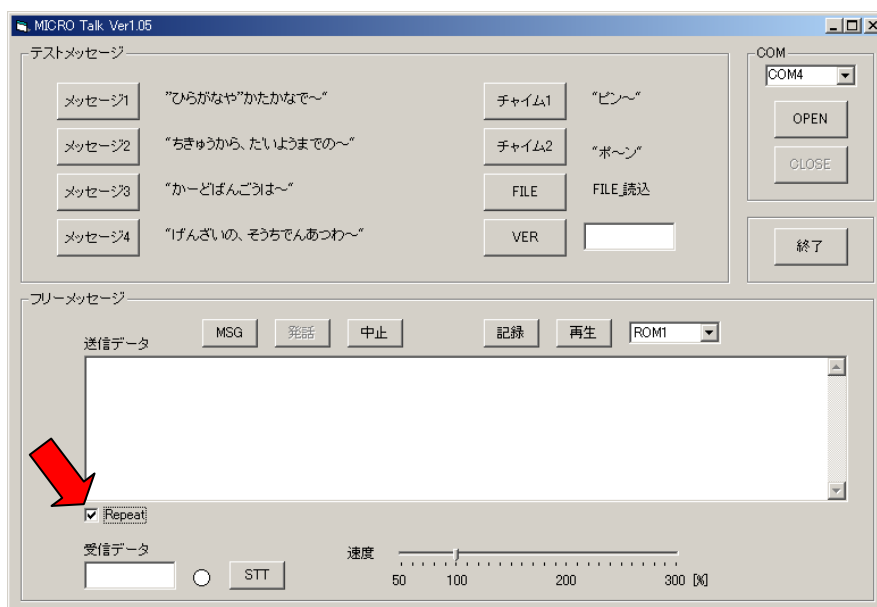 MICRO Talk Ver1.05
テストメッセージ
メッセージ1 "ひらがなや"かたかなで～"
メッセージ2 "ちきゅうから、たいようまでの～"
メッセージ3 "かーどばんごうは～"
メッセージ4 "げんざいの、そうちでんあつわ～"
チャイム1 "ピン～"
チャイム2 "ポ～ン"
FILE FILE_読込
VER
COM
COM4
OPEN
CLOSE
終了
フリーメッセージ
送信データ MSG 発話 中止 記録 再生 ROM1
Repeat
受信データ
STT
速度
50 100 200 300 [%]